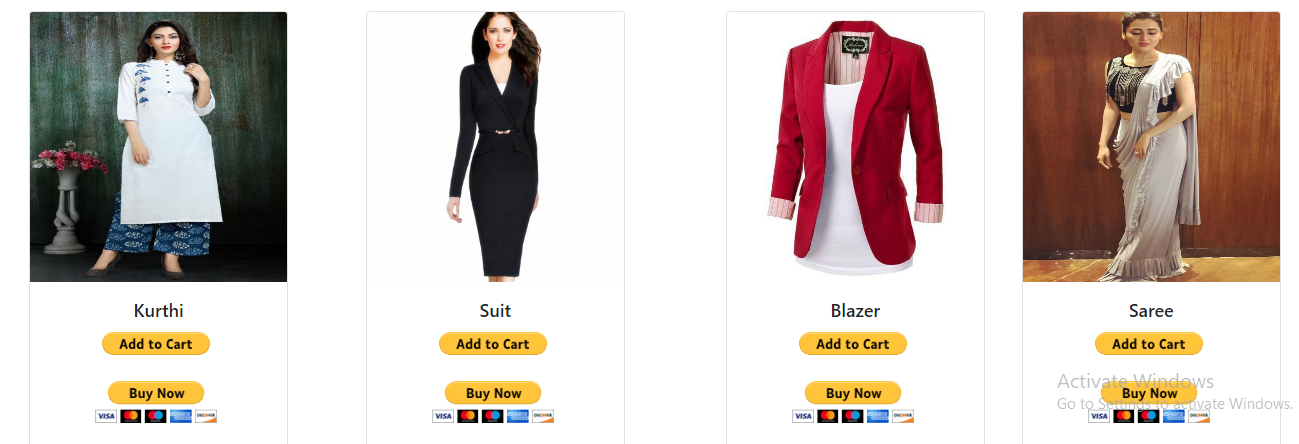 Kurthi
Suit
Blazer
Saree
Add to Cart
Add to Cart
Add to Cart
Add to Cart
Buy Now
Buy Now
Buy Now
Buy Now
VISA
DISCOVER
VISA
DISCOVER
VISA
DISCOVER
VISA
DISCOVER
Activate Windows
Go to Settings to activate Windows.